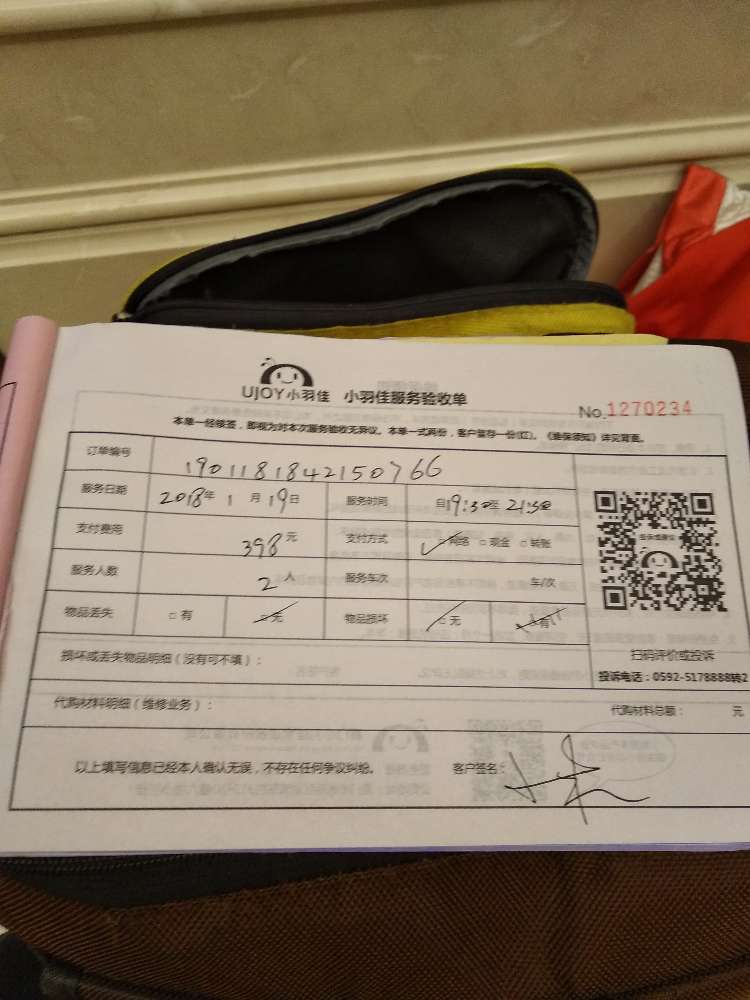 UJOY小羽佳 小羽佳服务验收单
No.1270234
本单一经接签，即视为对本次服务验收无异议。本单一式两份，客户留存一份(红)。《维保须知》详见背面。
订单编号 1901181842150766
服务日期 2018年 1 月 19日 服务时间 自19:30至 21:30
支付费用 398元 支付方式 □网络 □现金 □转账
服务人数 2人 服务车次 车/次
物品丢失 □有 □无 物品损坏 □无 □有
扫码评价或投诉
投诉电话：0592-5178888转2
损坏或丢失物品明细（没有可不填）：
代购材料明细（维修业务）： 代购材料总额： 元
以上填写信息已经本人确认无误，不存在任何争议纠纷。 客户签名：